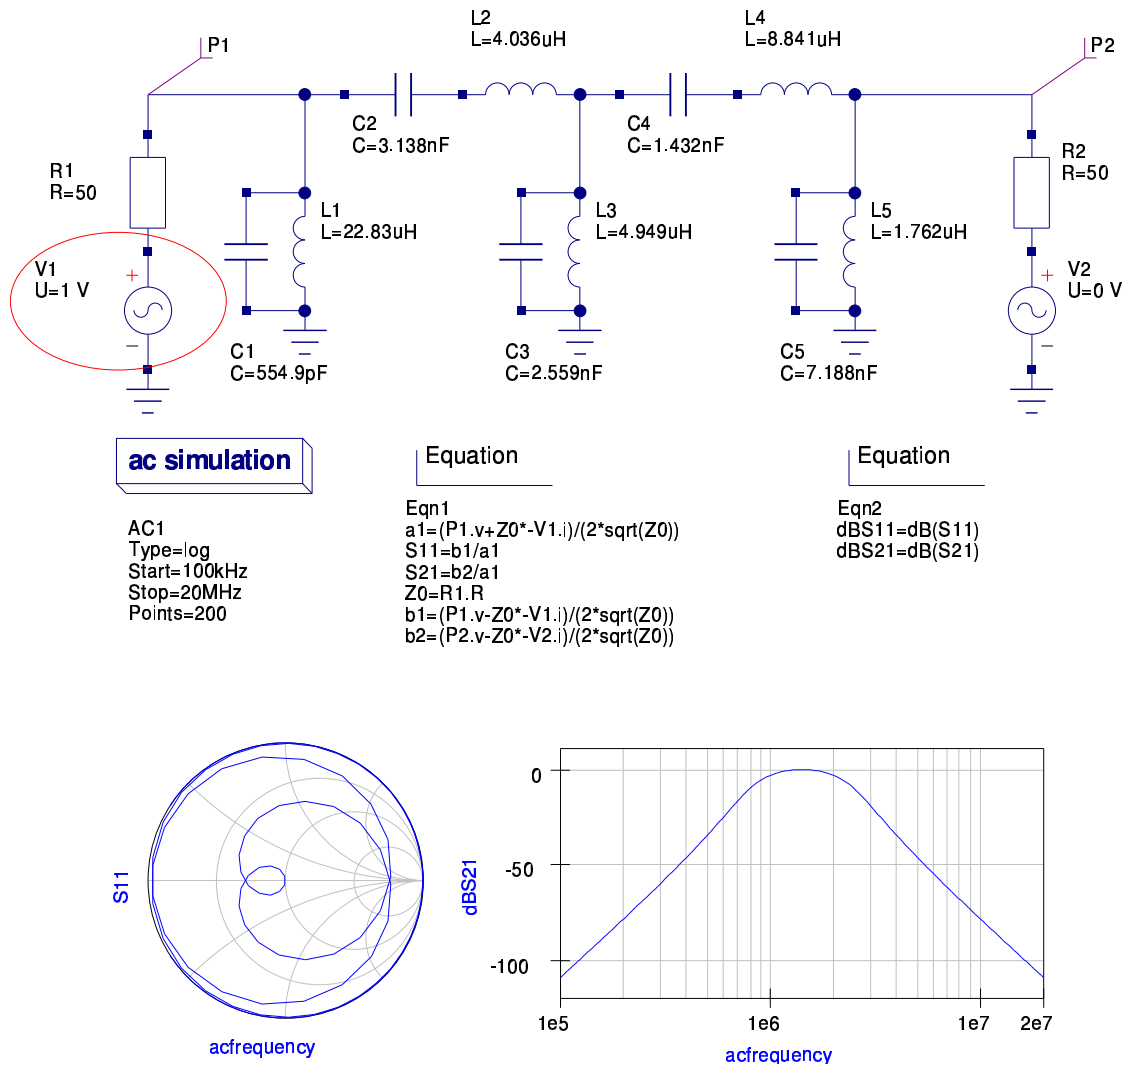 P1
L2
L=4.036uH
L4
L=8.841uH
P2
C2
C=3.138nF
C4
C=1.432nF
R1
R=50
R2
R=50
L1
L=22.83uH
L3
L=4.949uH
L5
L=1.762uH
V1
U=1 V
+
−
V2
U=0 V
+
−
C1
C=554.9pF
C3
C=2.559nF
C5
C=7.188nF
ac simulation
AC1
Type=log
Start=100kHz
Stop=20MHz
Points=200
Equation
Eqn1
a1=(P1.v+Z0*-V1.i)/(2*sqrt(Z0))
S11=b1/a1
S21=b2/a1
Z0=R1.R
b1=(P1.v-Z0*-V1.i)/(2*sqrt(Z0))
b2=(P2.v-Z0*-V2.i)/(2*sqrt(Z0))
Equation
Eqn2
dBS11=dB(S11)
dBS21=dB(S21)
S11
acfrequency
dBS21
0
-50
-100
1e5
1e6
1e7
2e7
acfrequency